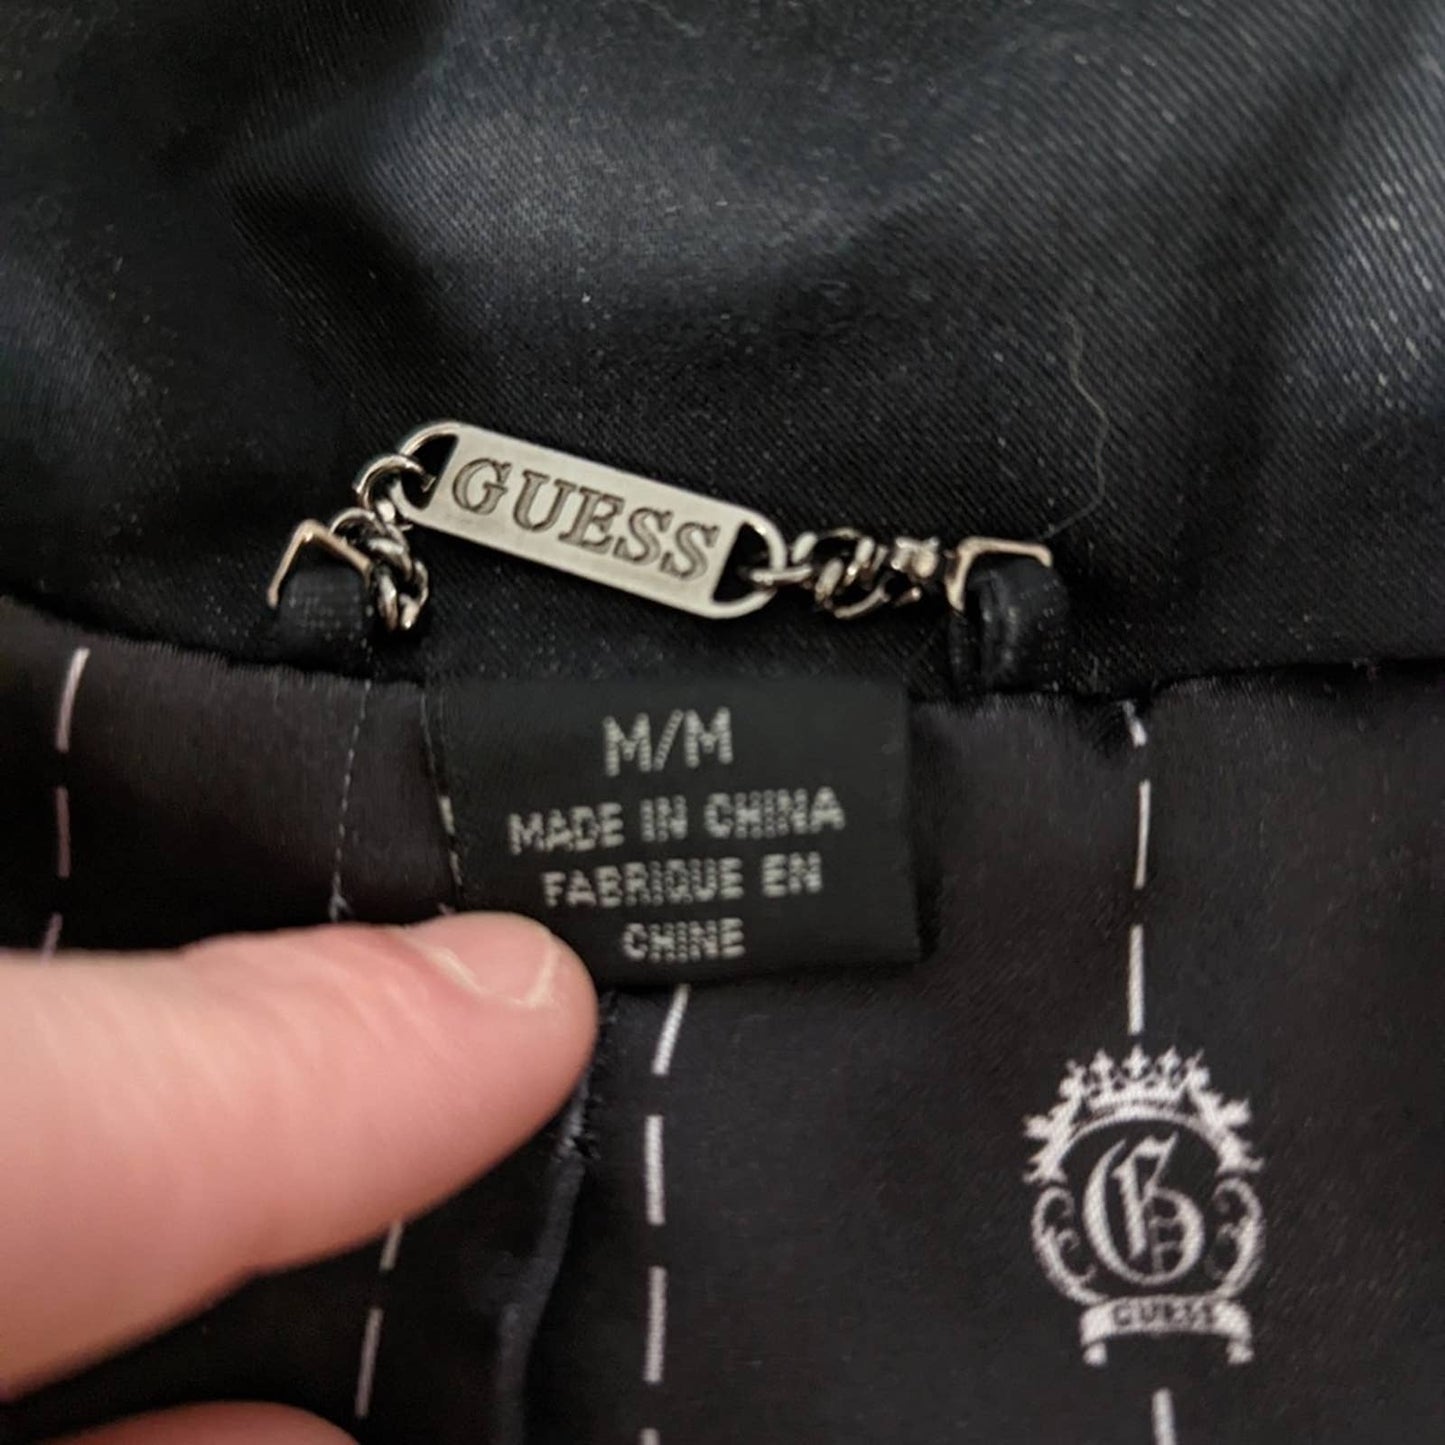 GUESS
M/M
MADE IN CHINA
FABRIQUE EN
CHINE
G
GUESS